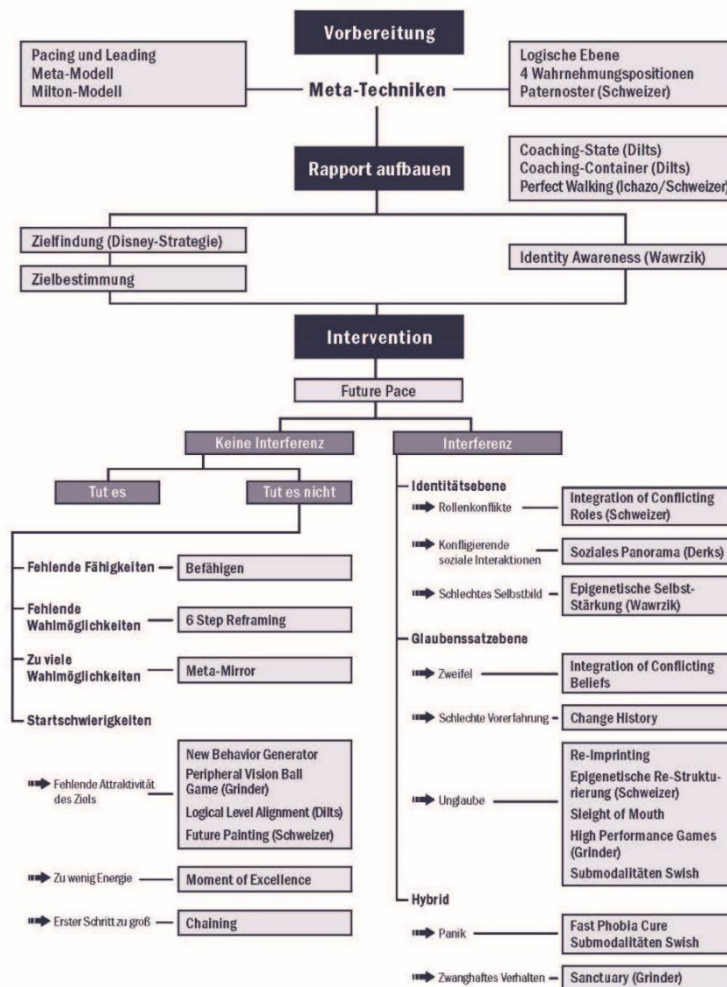 Vorbereitung
Pacing und Leading
Meta-Modell
Milton-Modell
Meta-Techniken
Logische Ebene
4 Wahrnehmungspositionen
Paternoster (Schweizer)
Rapport aufbauen
Coaching-State (Dilts)
Coaching-Container (Dilts)
Perfect Walking (Ichazo/Schweizer)
Zielfindung (Disney-Strategie)
Zielbestimmung
Identity Awareness (Wawrzik)
Intervention
Future Pace
Keine Interferenz
Interferenz
Tut es
Tut es nicht
Fehlende Fähigkeiten
Befähigen
Fehlende
Wahlmöglichkeiten
6 Step Reframing
Zu viele
Wahlmöglichkeiten
Meta-Mirror
Startschwierigkeiten
Fehlende Attraktivität
des Ziels
New Behavior Generator
Peripheral Vision Ball
Game (Grinder)
Logical Level Alignment (Dilts)
Future Painting (Schweizer)
Zu wenig Energie
Moment of Excellence
Erster Schritt zu groß
Chaining
Identitätsebene
Rollenkonflikte
Integration of Conflicting
Roles (Schweizer)
Konfligierende
soziale Interaktionen
Soziales Panorama (Derks)
Schlechtes Selbstbild
Epigenetische Selbst-
Stärkung (Wawrzik)
Glaubenssatzebene
Zweifel
Integration of Conflicting
Beliefs
Schlechte Vorerfahrung
Change History
Unglaube
Re-Imprinting
Epigenetische Re-Struktu-
rierung (Schweizer)
Sleight of Mouth
High Performance Games
(Grinder)
Submodalitäten Swish
Hybrid
Panik
Fast Phobia Cure
Submodalitäten Swish
Zwanghaftes Verhalten
Sanctuary (Grinder)